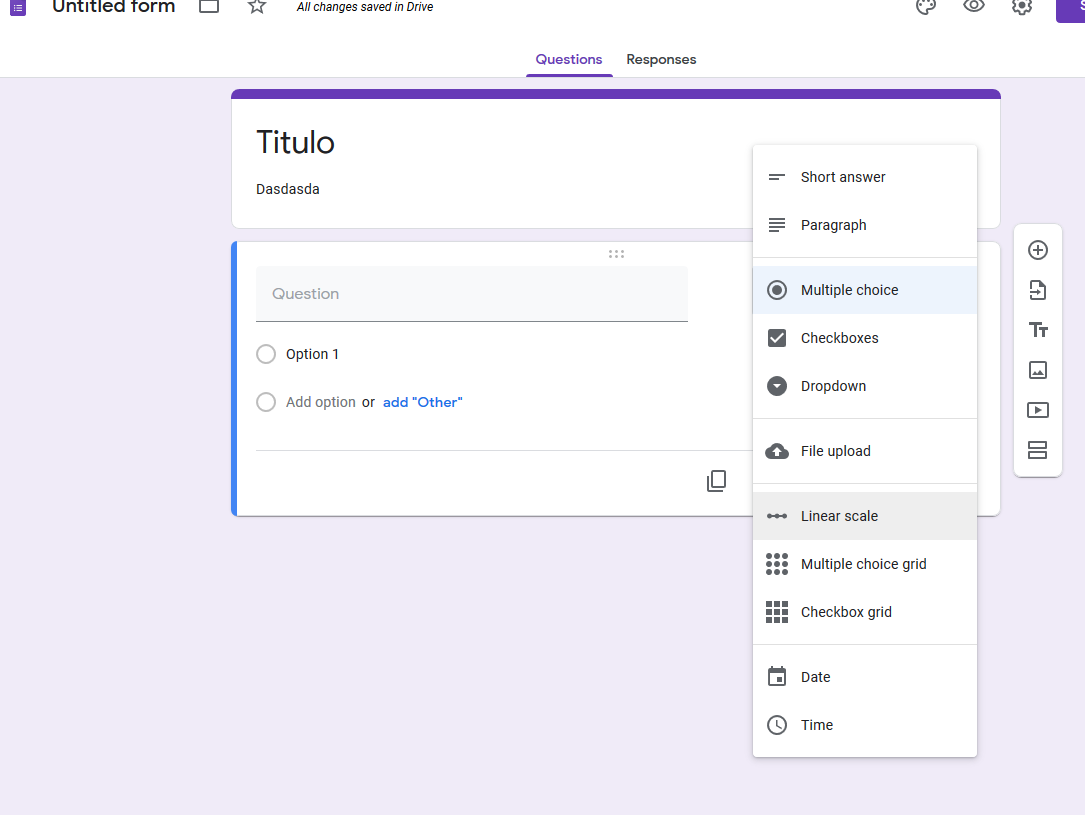 Untitled form
All changes saved in Drive
Questions
Responses
Titulo
Dasdasda
Question
Option 1
Add option or add "Other"
Short answer
Paragraph
Multiple choice
Checkboxes
Dropdown
File upload
Linear scale
Multiple choice grid
Checkbox grid
Date
Time